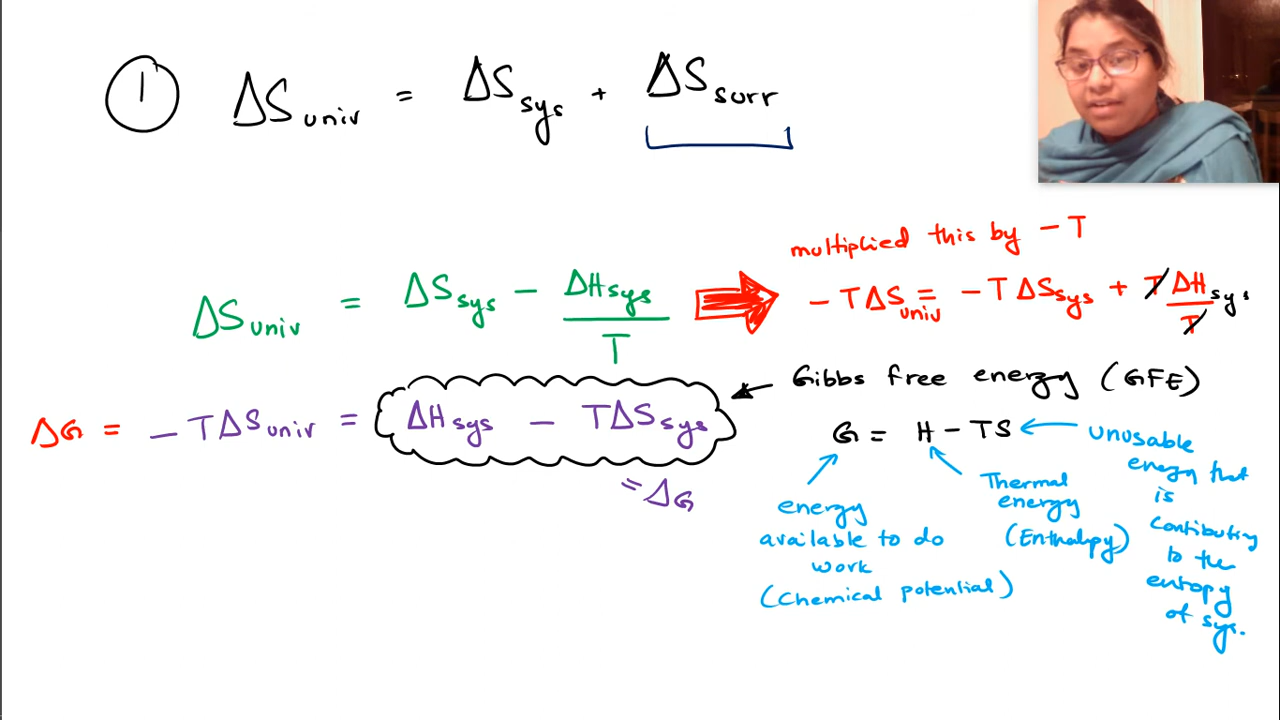 1 ΔS univ = ΔS sys + ΔS surr
multiplied this by - T
ΔS univ = ΔS sys - ΔH sys / T
- TΔS univ = - T ΔS sys + T ΔH sys / T
Gibbs free energy (GFE)
ΔG = - TΔS univ = ΔH sys - TΔS sys
= ΔG
G = H - TS
unusable
energy that
is
contibuting
to the
entropy
of sys.
Thermal
energy
(Enthalpy)
energy
available to do
work
(chemical potential)